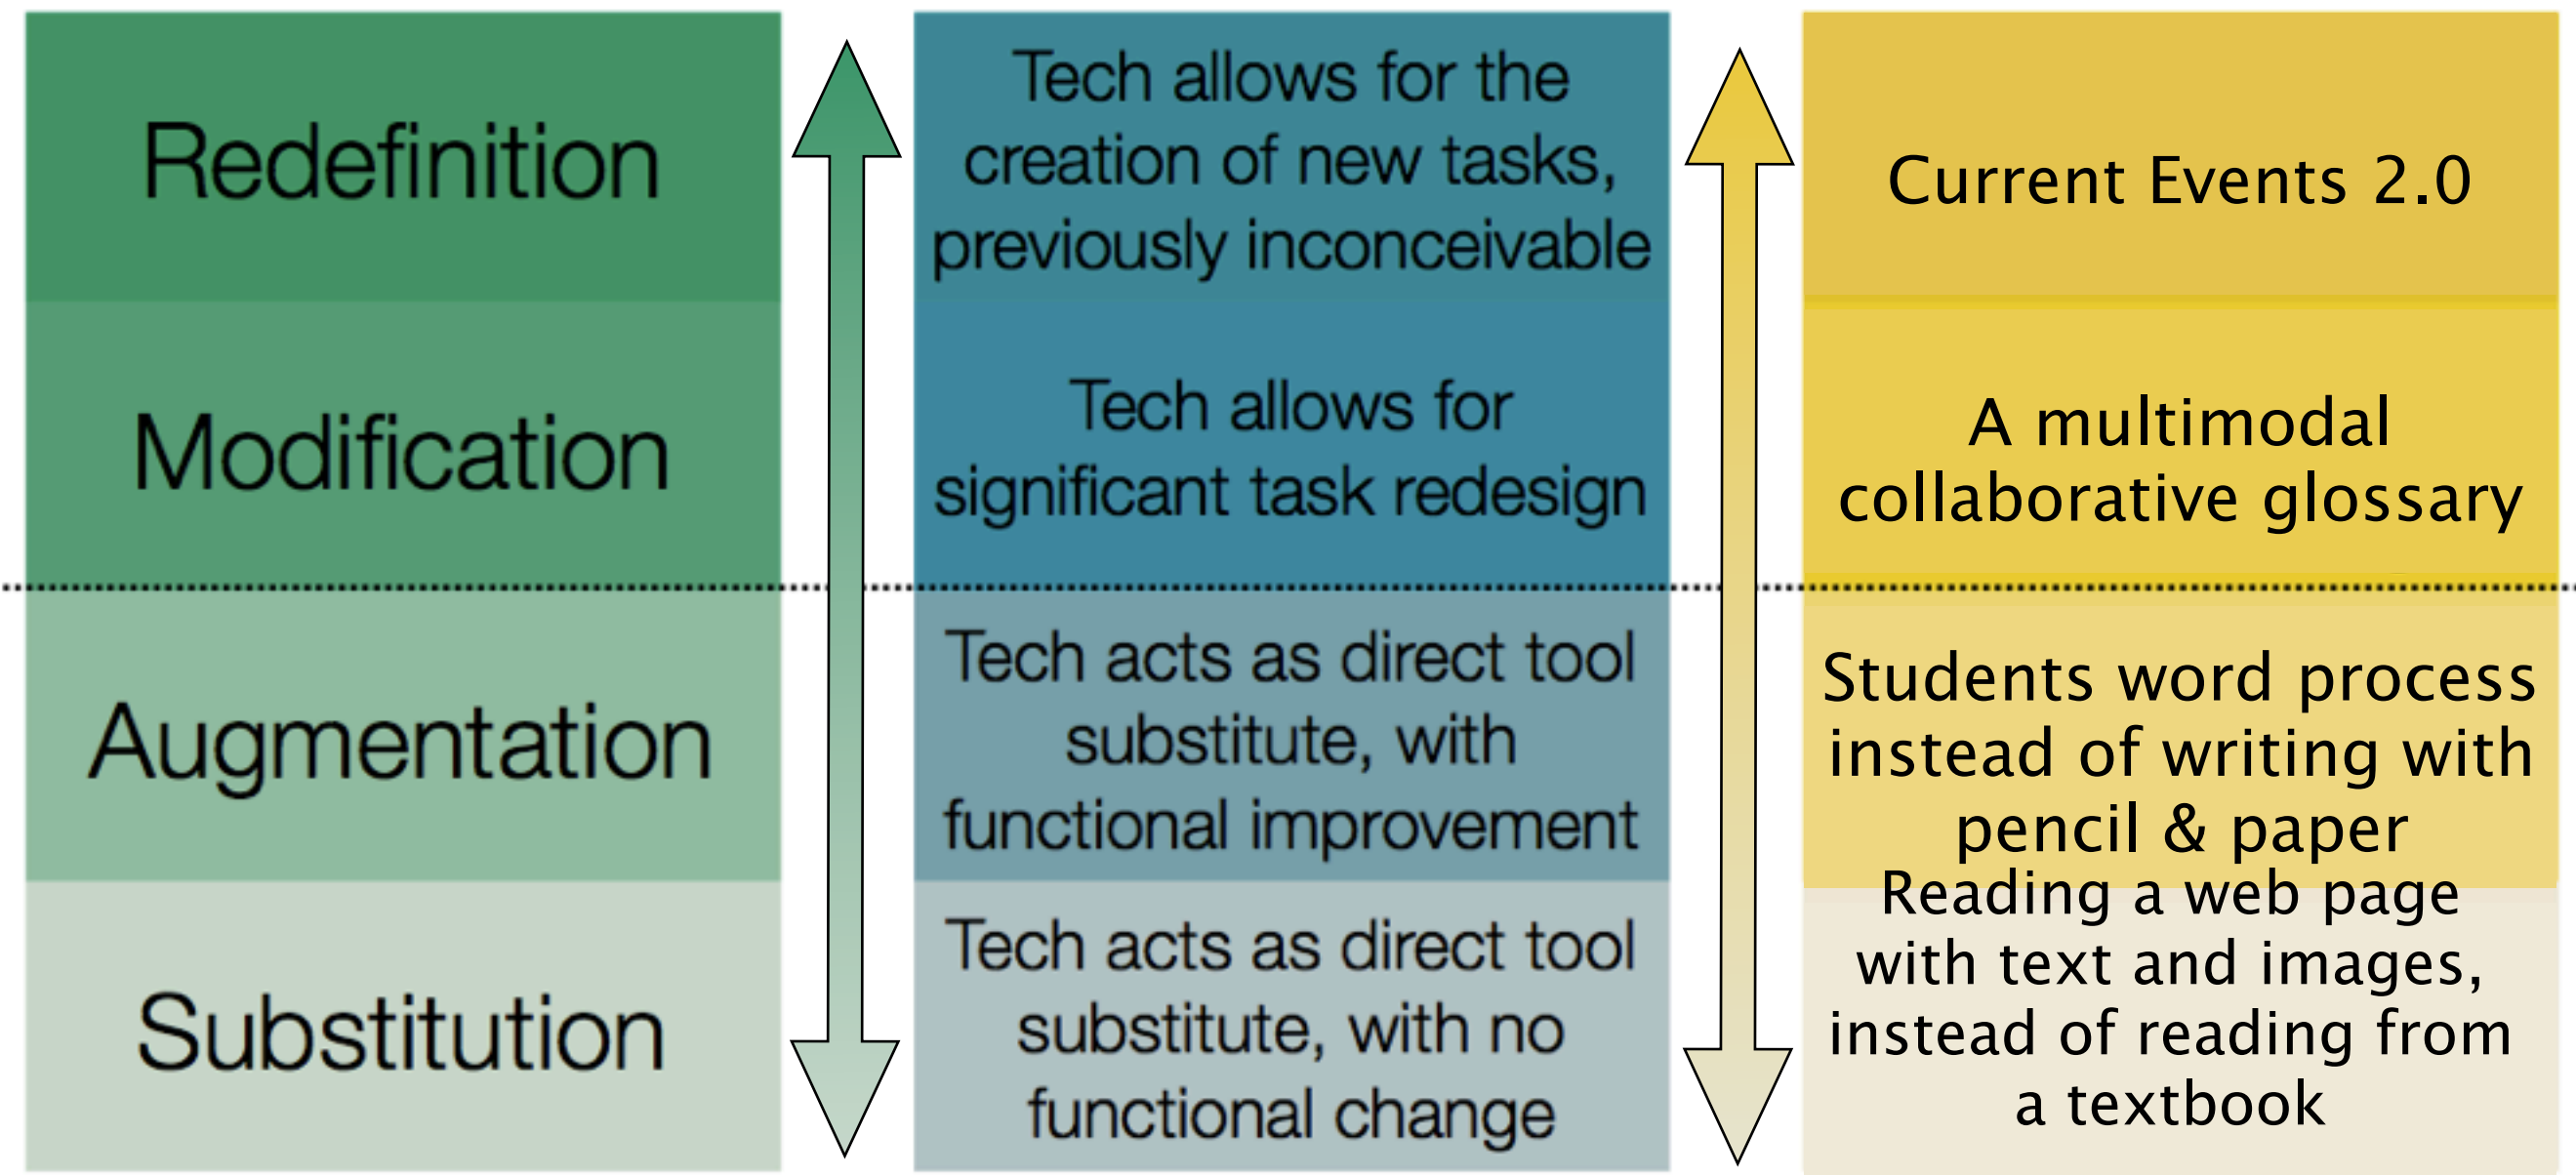 Redefinition
Tech allows for the
creation of new tasks,
previously inconceivable
Current Events 2.0
Modification
Tech allows for
significant task redesign
A multimodal
collaborative glossary
Augmentation
Tech acts as direct tool
substitute, with
functional improvement
Students word process
instead of writing with
pencil & paper
Substitution
Tech acts as direct tool
substitute, with no
functional change
Reading a web page
with text and images,
instead of reading from
a textbook